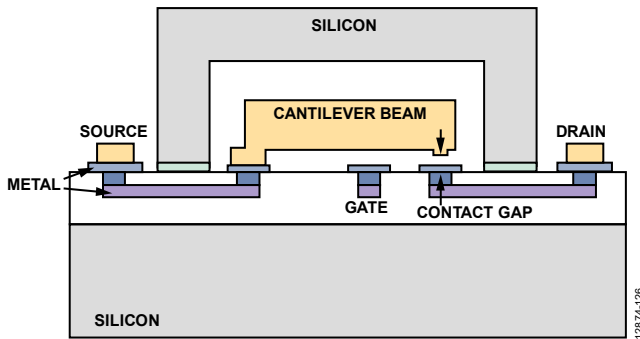 SILICON
CANTILEVER BEAM
SOURCE
DRAIN
METAL
GATE
CONTACT GAP
SILICON
12874-126